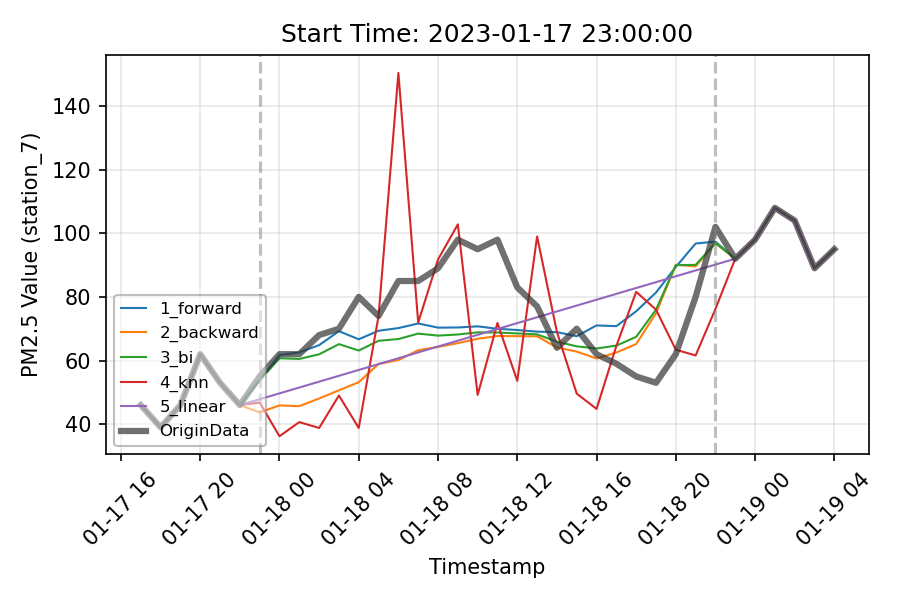 Start Time: 2023-01-17 23:00:00
PM2.5 Value (station_7)
140
120
100
80
60
40
1_forward
2_backward
3_bi
4_knn
5_linear
OriginData
01-17 16
01-17 20
01-18 00
01-18 04
01-18 08
01-18 12
01-18 16
01-18 20
01-19 00
01-19 04
Timestamp